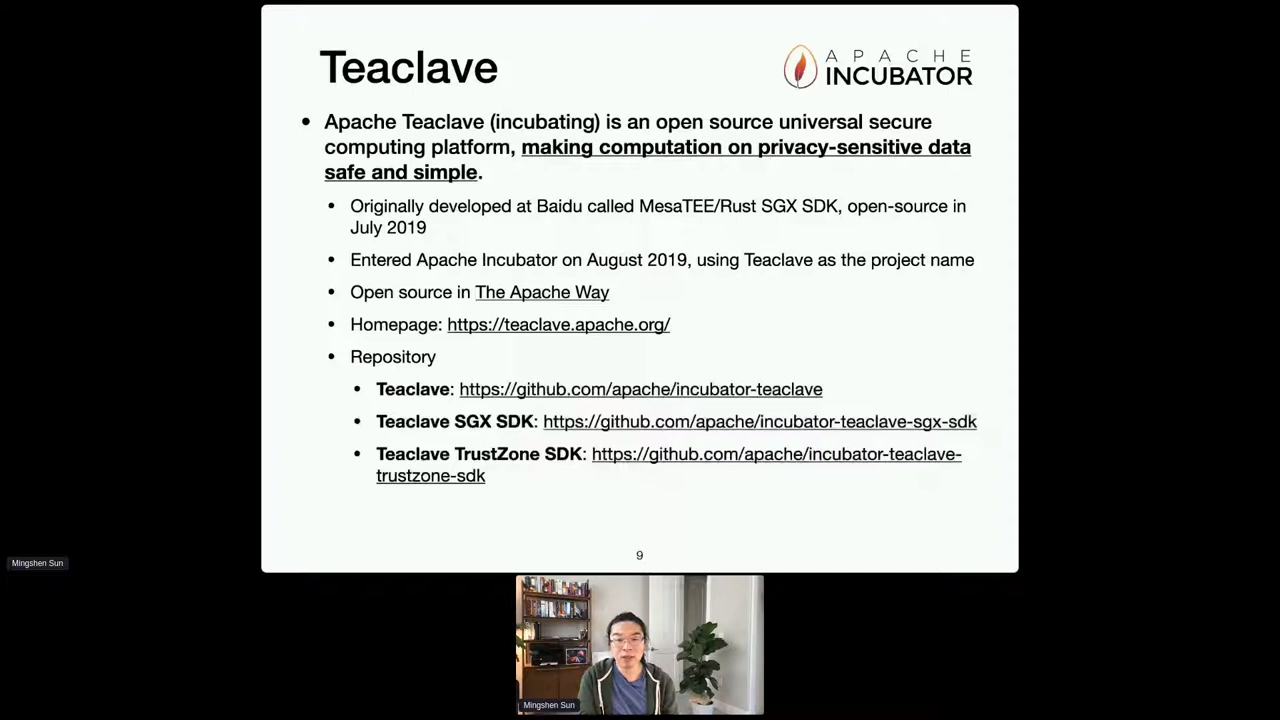 Teaclave
A P A C H E
INCUBATOR
• Apache Teaclave (incubating) is an open source universal secure
computing platform, making computation on privacy-sensitive data
safe and simple.
• Originally developed at Baidu called MesaTEE/Rust SGX SDK, open-source in
July 2019
• Entered Apache Incubator on August 2019, using Teaclave as the project name
• Open source in The Apache Way
• Homepage: https://teaclave.apache.org/
• Repository
• Teaclave: https://github.com/apache/incubator-teaclave
• Teaclave SGX SDK: https://github.com/apache/incubator-teaclave-sgx-sdk
• Teaclave TrustZone SDK: https://github.com/apache/incubator-teaclave-
trustzone-sdk
9
Mingshen Sun
Mingshen Sun